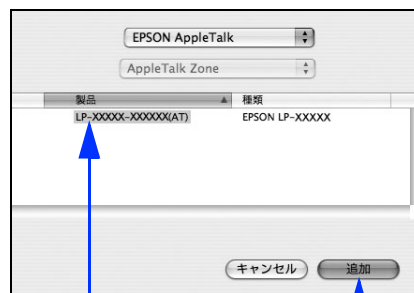 EPSON AppleTalk
AppleTalk Zone
製品 種類
LP-XXXXX-XXXXXX(AT) EPSON LP-XXXXX
キャンセル 追加